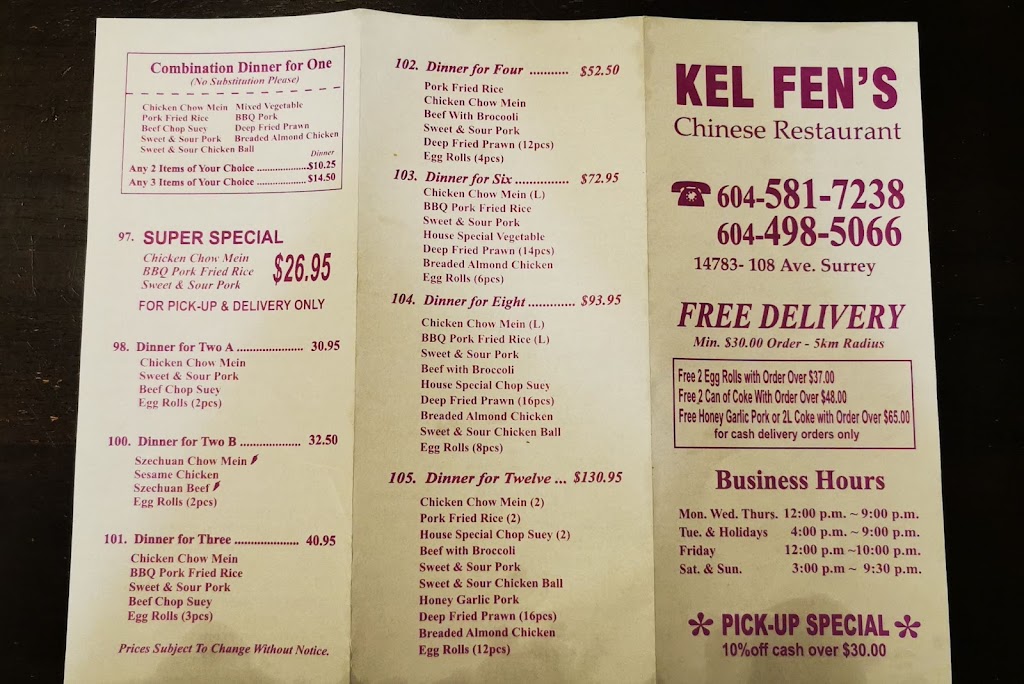 Combination Dinner for One
(No Substitution Please)
Chicken Chow Mein Mixed Vegetable
Pork Fried Rice BBQ Pork
Beef Chop Suey Deep Fried Prawn
Sweet & Sour Pork Breaded Almond Chicken
Sweet & Sour Chicken Ball
Dinner
Any 2 Items of Your Choice ...................$10.25
Any 3 Items of Your Choice ...................$14.50
97. SUPER SPECIAL
Chicken Chow Mein
BBQ Pork Fried Rice
Sweet & Sour Pork
$26.95
FOR PICK-UP & DELIVERY ONLY
98. Dinner for Two A ...................... 30.95
Chicken Chow Mein
Sweet & Sour Pork
Beef Chop Suey
Egg Rolls (2pcs)
100. Dinner for Two B .................... 32.50
Szechuan Chow Mein
Sesame Chicken
Szechuan Beef
Egg Rolls (2pcs)
101. Dinner for Three ...................... 40.95
Chicken Chow Mein
BBQ Pork Fried Rice
Sweet & Sour Pork
Beef Chop Suey
Egg Rolls (3pcs)
Prices Subject To Change Without Notice.
102. Dinner for Four ........... $52.50
Pork Fried Rice
Chicken Chow Mein
Beef With Brocooli
Sweet & Sour Pork
Deep Fried Prawn (12pcs)
Egg Rolls (4pcs)
103. Dinner for Six ............... $72.95
Chicken Chow Mein (L)
BBQ Pork Fried Rice
Sweet & Sour Pork
House Special Vegetable
Deep Fried Prawn (14pcs)
Breaded Almond Chicken
Egg Rolls (6pcs)
104. Dinner for Eight ............. $93.95
Chicken Chow Mein (L)
BBQ Pork Fried Rice (L)
Sweet & Sour Pork
Beef with Broccoli
House Special Chop Suey
Deep Fried Prawn (16pcs)
Breaded Almond Chicken
Sweet & Sour Chicken Ball
Egg Rolls (8pcs)
105. Dinner for Twelve ... $130.95
Chicken Chow Mein (2)
Pork Fried Rice (2)
House Special Chop Suey (2)
Beef with Broccoli
Sweet & Sour Pork
Sweet & Sour Chicken Ball
Honey Garlic Pork
Deep Fried Prawn (16pcs)
Breaded Almond Chicken
Egg Rolls (12pcs)
KEL FEN'S
Chinese Restaurant
604-581-7238
604-498-5066
14783- 108 Ave. Surrey
FREE DELIVERY
Min. $30.00 Order - 5km Radius
Free 2 Egg Rolls with Order Over $37.00
Free 2 Can of Coke With Order Over $48.00
Free Honey Garlic Pork or 2L Coke with Order Over $65.00
for cash delivery orders only
Business Hours
Mon. Wed. Thurs. 12:00 p.m. ~ 9:00 p.m.
Tue. & Holidays 4:00 p.m. ~ 9:00 p.m.
Friday 12:00 p.m ~10:00 p.m.
Sat. & Sun. 3:00 p.m ~ 9:30 p.m.
* PICK-UP SPECIAL *
10%off cash over $30.00